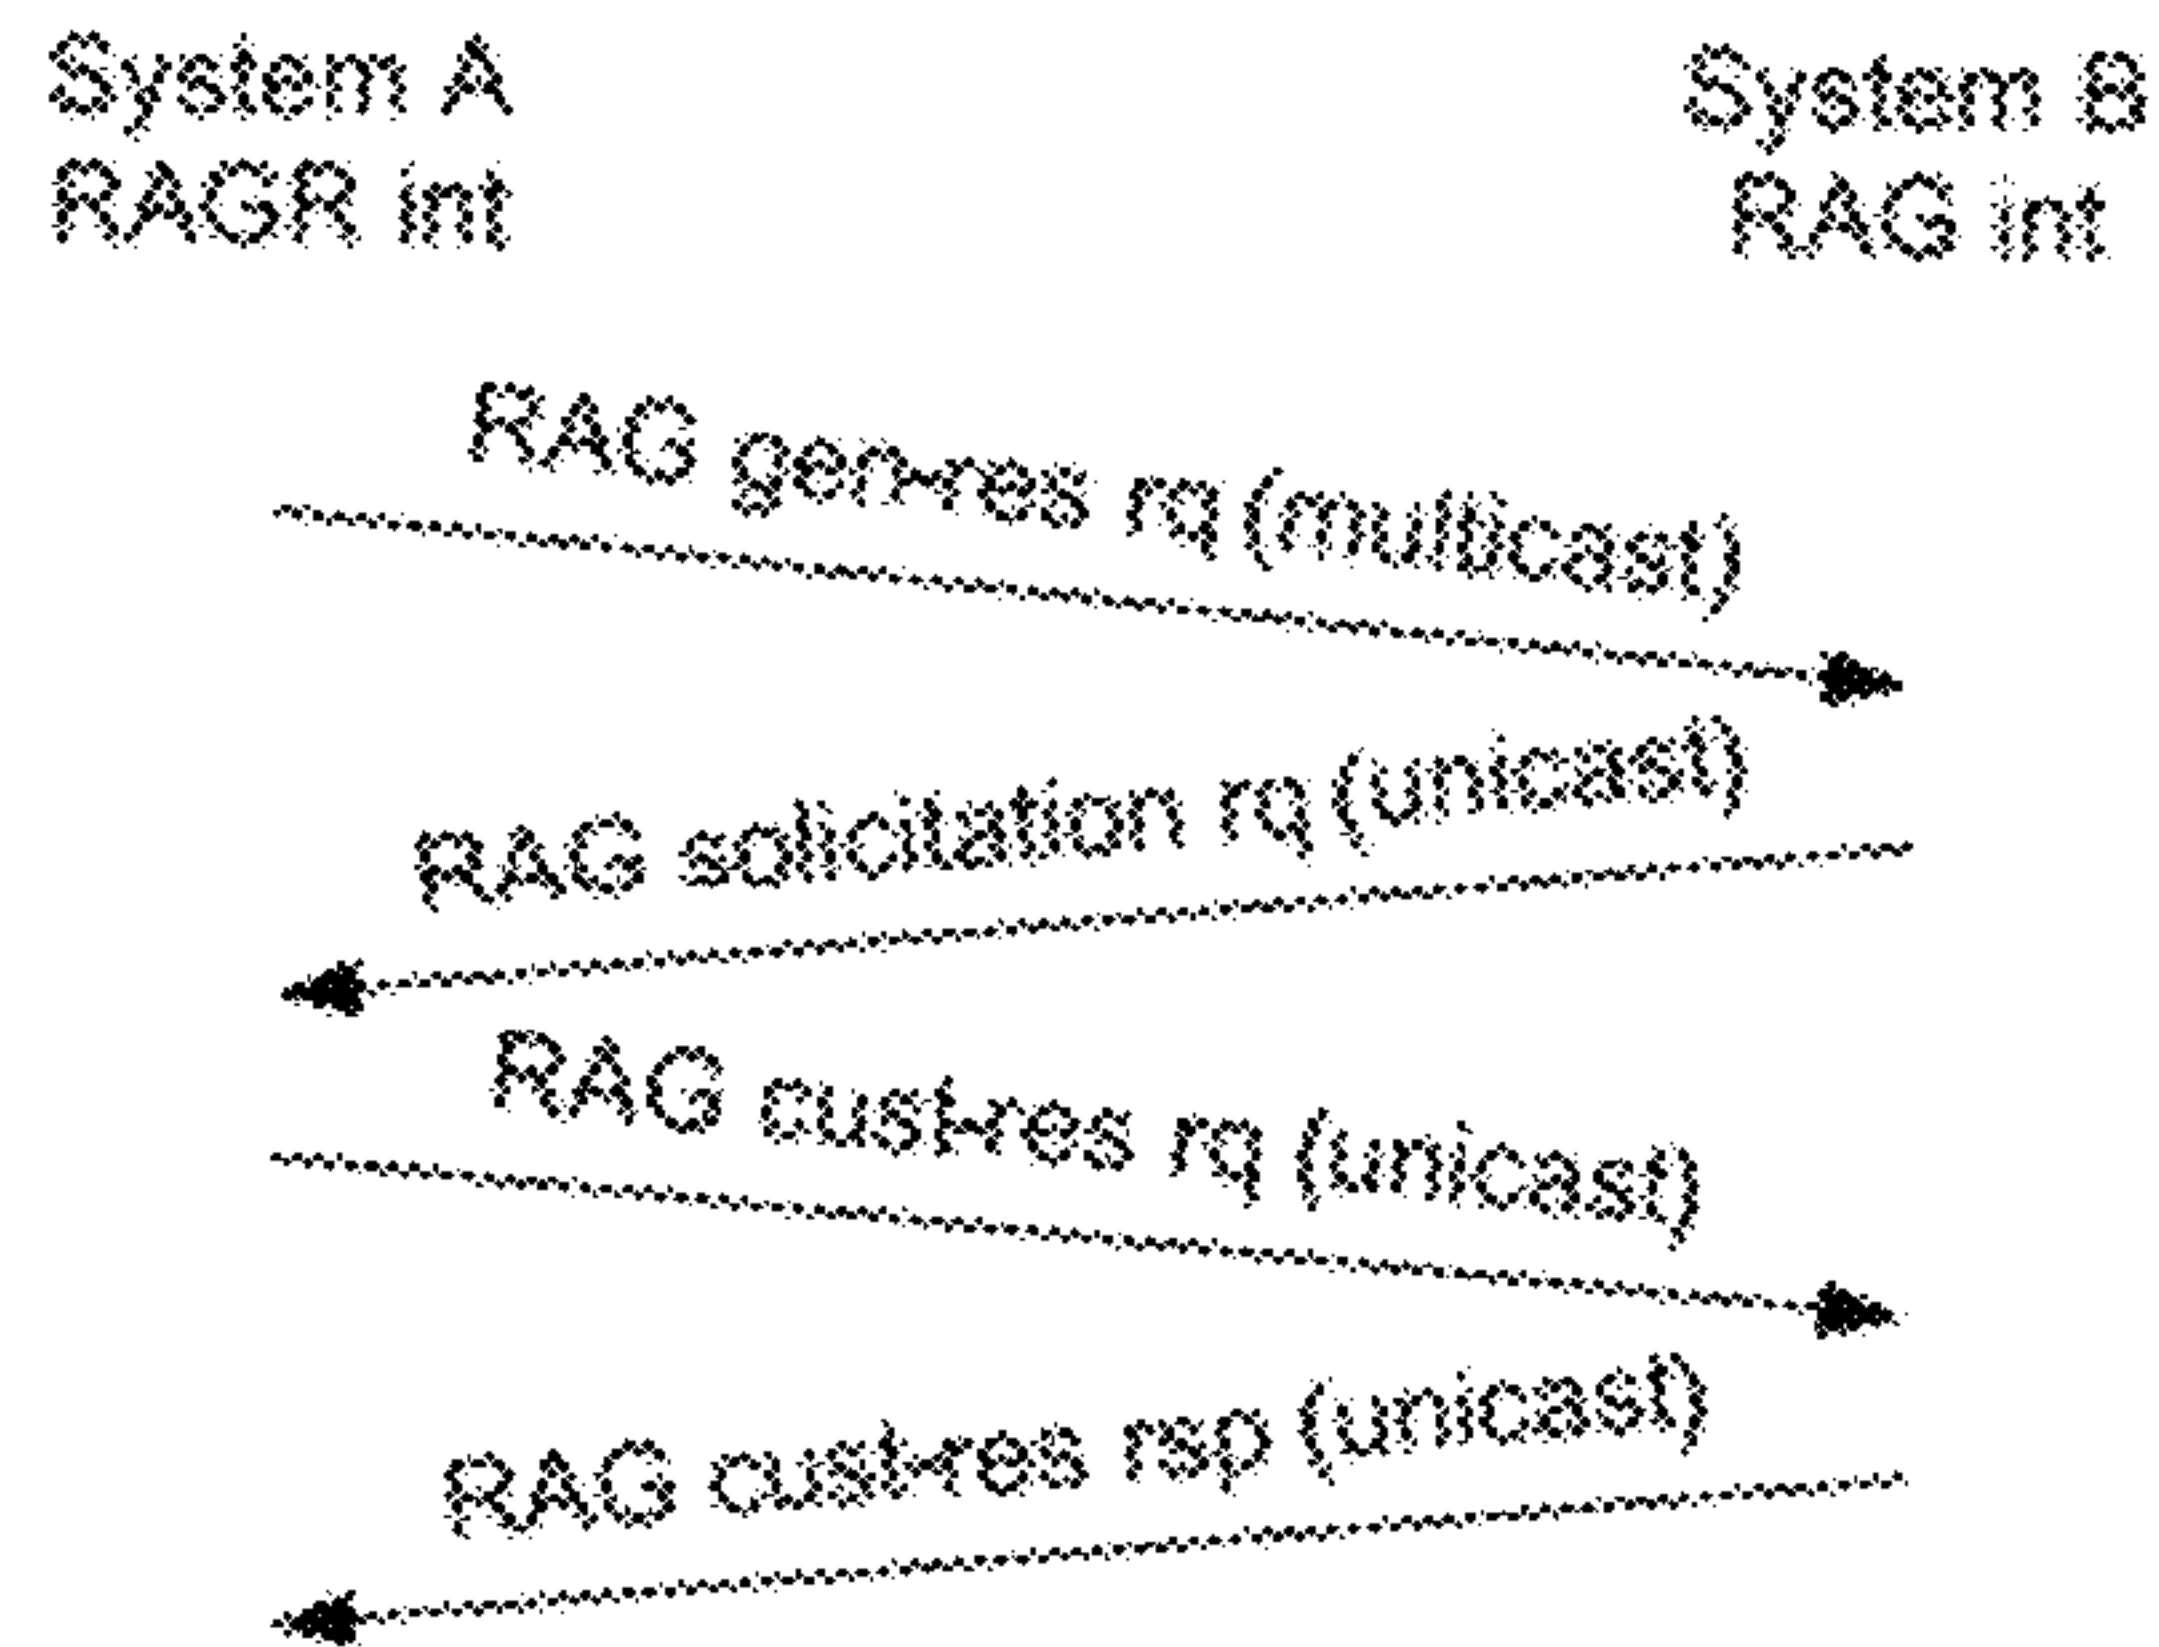 System A
RAGR int
System B
RAG int
RAG gen-res rq (multicast)
RAG solicitation rq (unicast)
RAG cust-res rq (unicast)
RAG cust-res rsp (unicast)